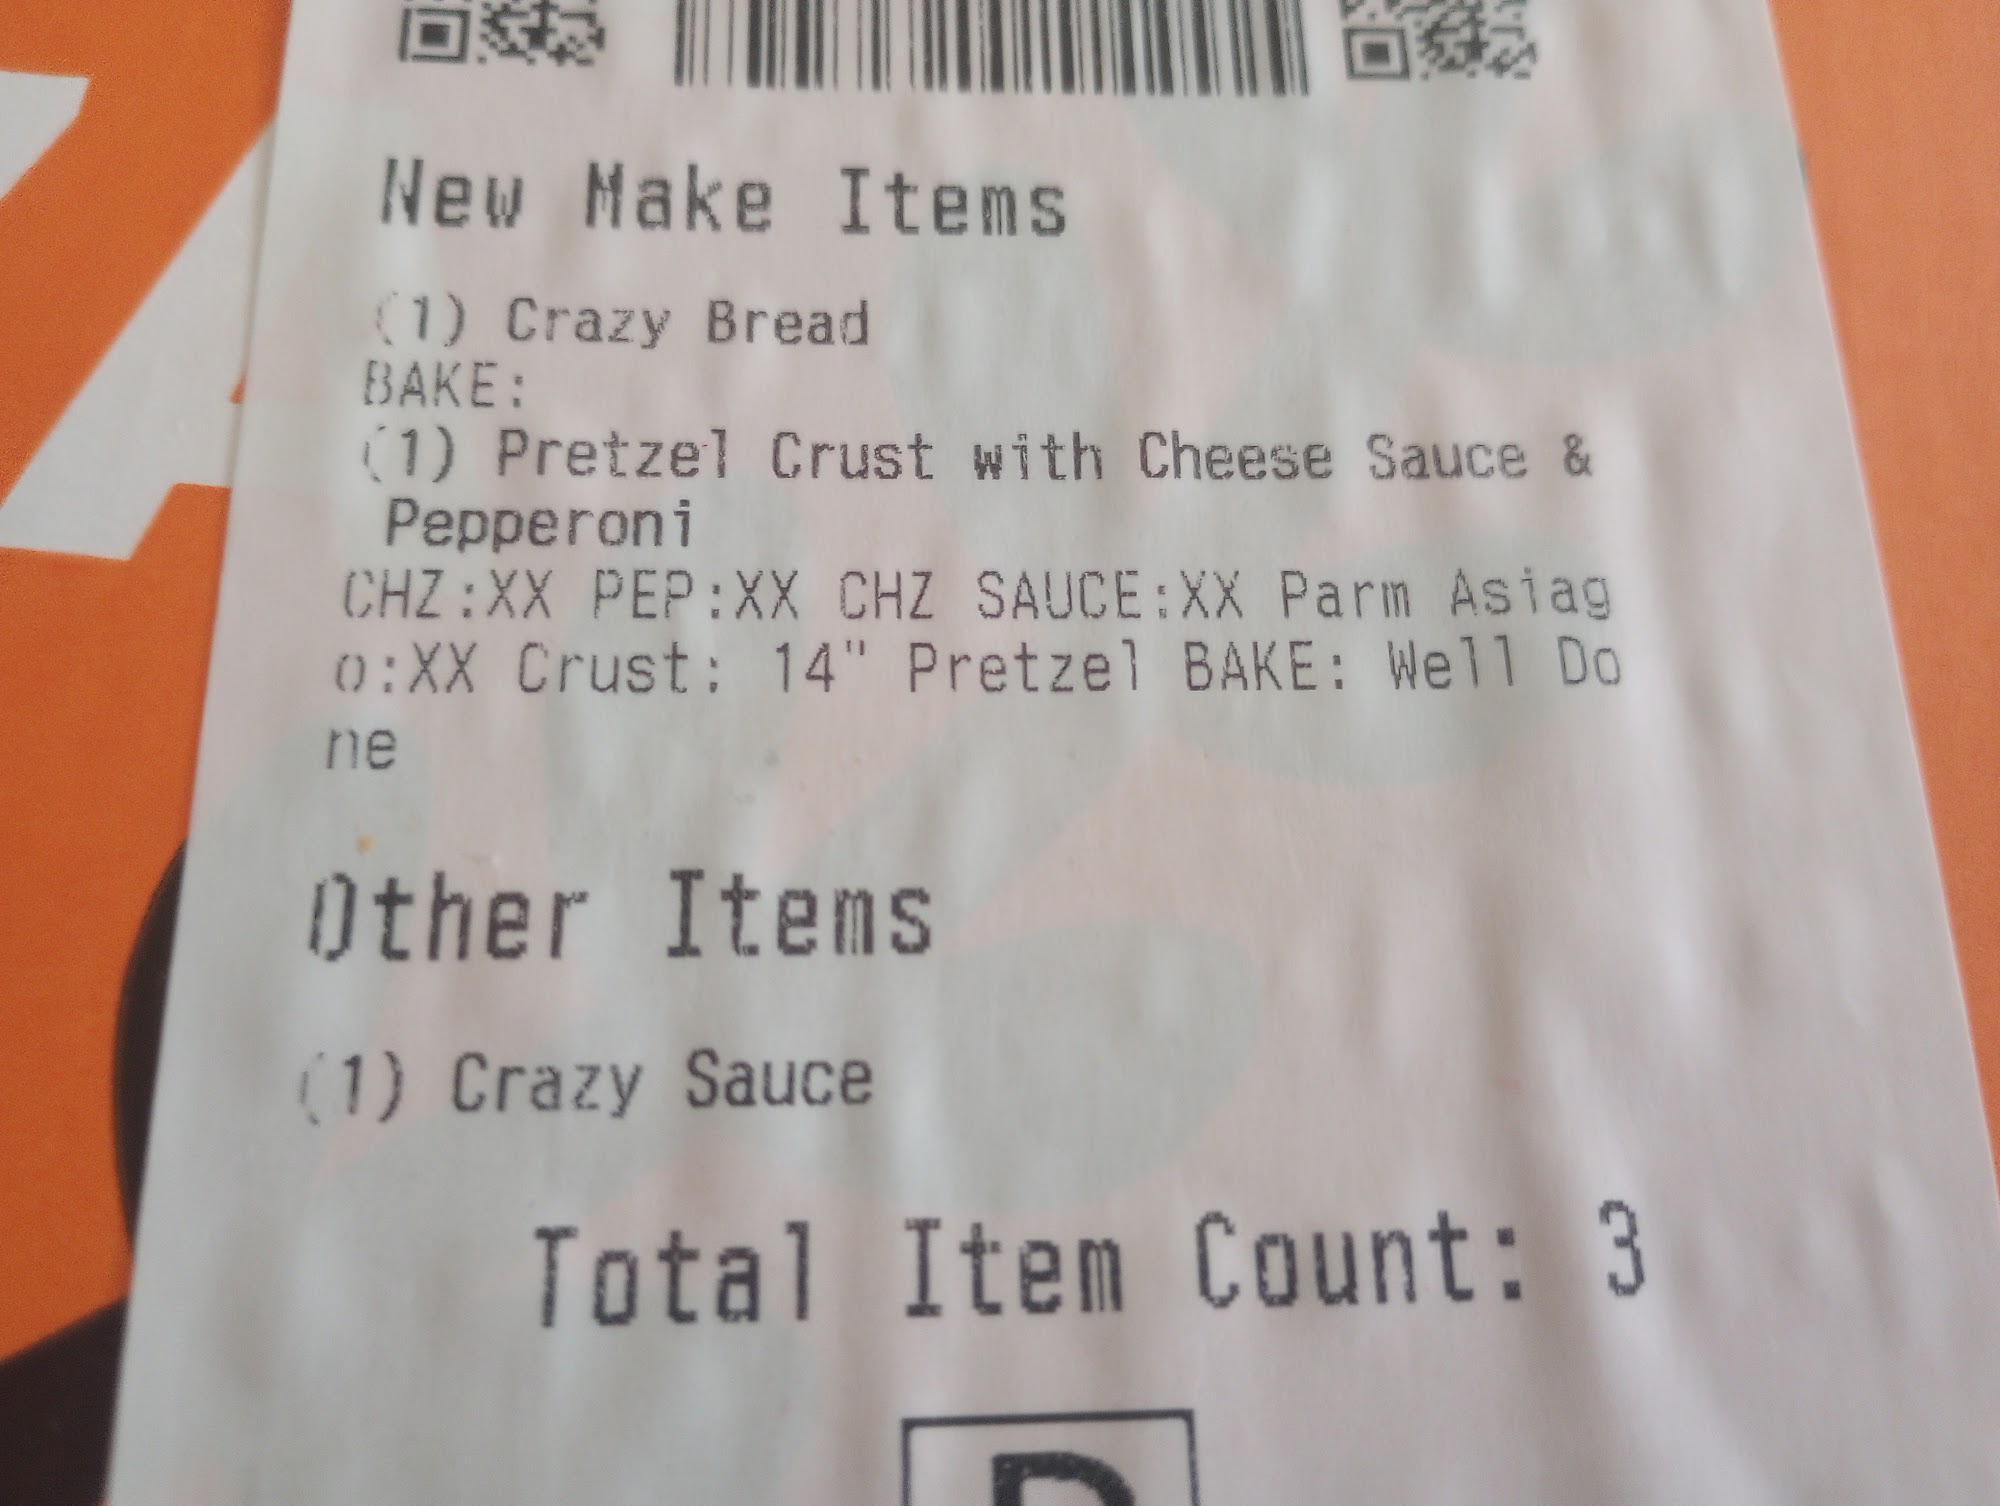 New Make Items
(1) Crazy Bread
BAKE:
(1) Pretzel Crust with Cheese Sauce &
Pepperoni
CHZ:XX PEP:XX CHZ SAUCE:XX Parm Asiag
o:XX Crust: 14" Pretzel BAKE: Well Do
ne
Other Items
(1) Crazy Sauce
Total Item Count: 3